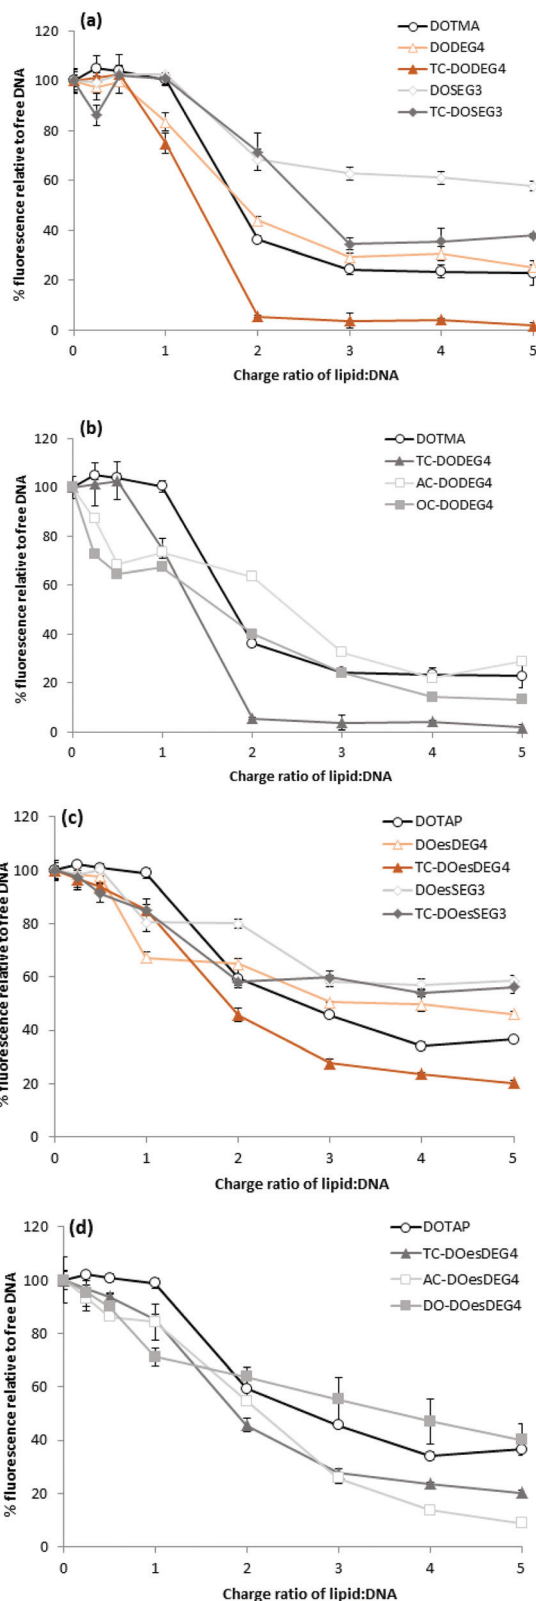 (a)
DOTMA
DODEG4
TC-DODEG4
DOSEG3
TC-DOSEG3
% fluorescence relative to free DNA
120
100
80
60
40
20
0
0 1 2 3 4 5
Charge ratio of lipid:DNA
(b)
DOTMA
TC-DODEG4
AC-DODEG4
OC-DODEG4
% fluorescence relative to free DNA
120
100
80
60
40
20
0
0 1 2 3 4 5
Charge ratio of lipid:DNA
(c)
DOTAP
DOesDEG4
TC-DOesDEG4
DOesSEG3
TC-DOesSEG3
% fluorescence relative to free DNA
120
100
80
60
40
20
0
0 1 2 3 4 5
Charge ratio of lipid:DNA
(d)
DOTAP
TC-DOesDEG4
AC-DOesDEG4
DO-DOesDEG4
% fluorescence relative to free DNA
120
100
80
60
40
20
0
0 1 2 3 4 5
Charge ratio of lipid:DNA